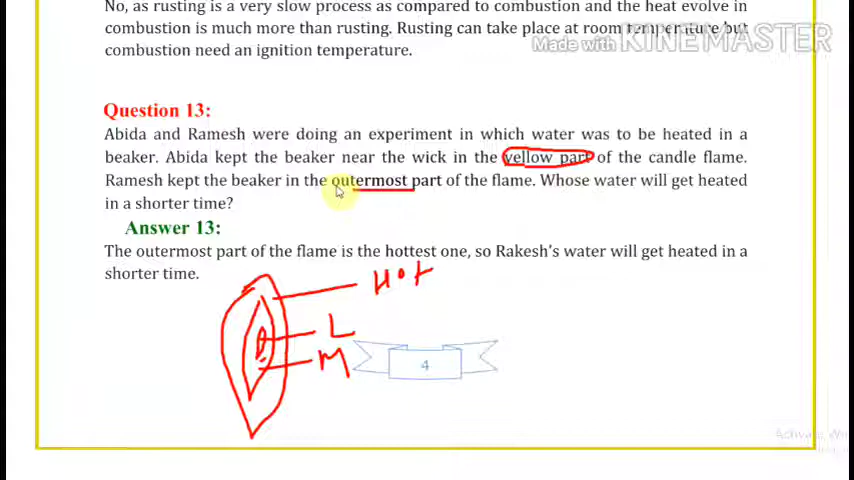 No, as rusting is a very slow process as compared to combustion and the heat evolve in
combustion is much more than rusting. Rusting can take place at room temperature but
combustion need an ignition temperature.
Made with KINEMASTER
Question 13:
Abida and Ramesh were doing an experiment in which water was to be heated in a
beaker. Abida kept the beaker near the wick in the yellow part of the candle flame.
Ramesh kept the beaker in the outermost part of the flame. Whose water will get heated
in a shorter time?
Answer 13:
The outermost part of the flame is the hottest one, so Rakesh's water will get heated in a
shorter time.
Hot
L
M
4